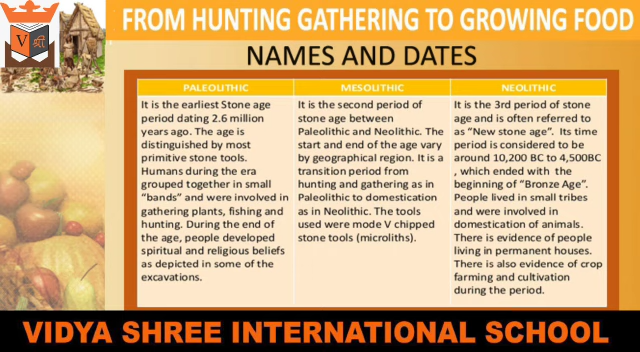 FROM HUNTING GATHERING TO GROWING FOOD
V
NAMES AND DATES
PALEOLITHIC
It is the earliest Stone age
period dating 2.6 million
years ago. The age is
distinguished by most
primitive stone tools.
Humans during the era
grouped together in small
“bands” and were involved in
gathering plants, fishing and
hunting. During the end of
the age, people developed
spiritual and religious beliefs
as depicted in some of the
excavations.
MESOLITHIC
It is the second period of
stone age between
Paleolithic and Neolithic. The
start and end of the age vary
by geographical region. It is a
transition period from
hunting and gathering as in
Paleolithic to domestication
as in Neolithic. The tools
used were mode V chipped
stone tools (microliths).
NEOLITHIC
It is the 3rd period of stone
age and is often referred to
as “New stone age”. Its time
period is considered to be
around 10,200 BC to 4,500BC
, which ended with the
beginning of “Bronze Age”.
People lived in small tribes
and were involved in
domestication of animals.
There is evidence of people
living in permanent houses.
There is also evidence of crop
farming and cultivation
during the period.
VIDYA SHREE INTERNATIONAL SCHOOL